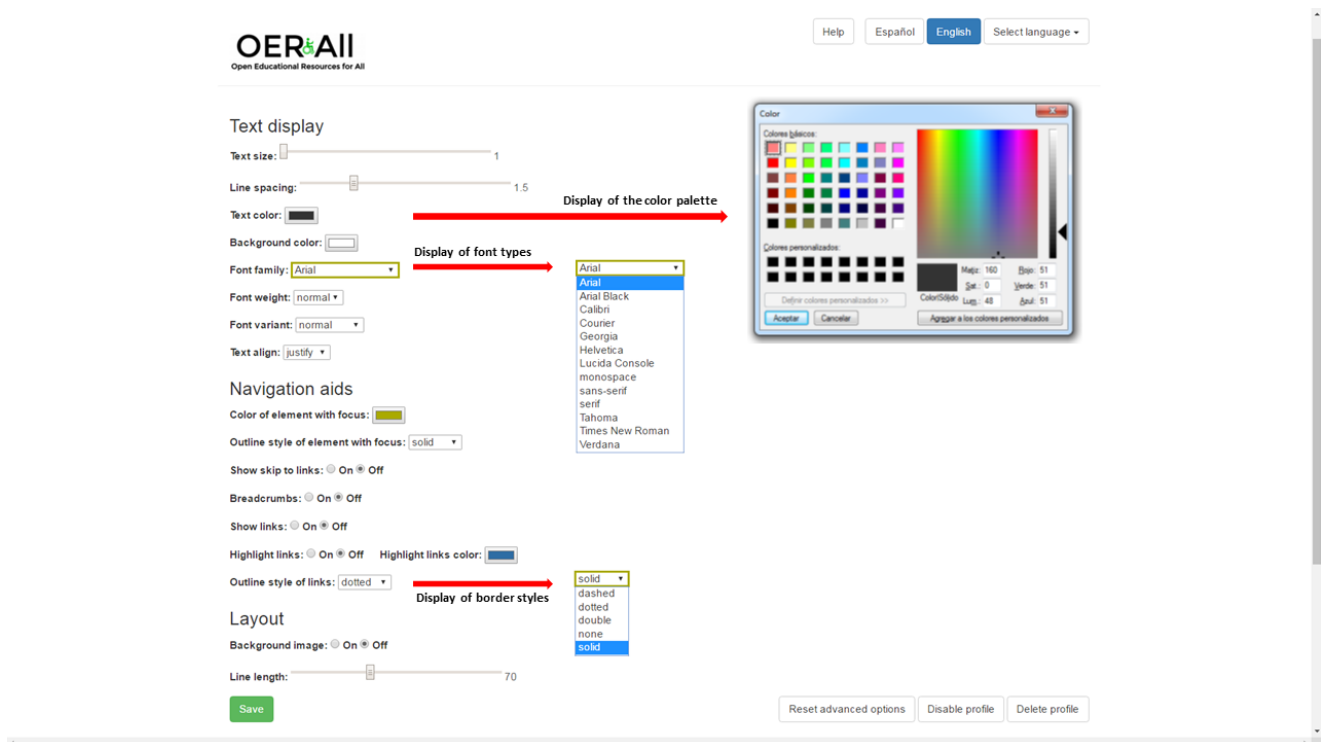 OER All
Open Educational Resources for All
Help Español English Select language
Text display
Text size: 1
Line spacing: 1.5
Text color:
Background color:
Font family: Arial
Font weight: normal
Font variant: normal
Text align: justify
Display of the color palette
Display of font types
Arial
Arial
Arial Black
Calibri
Courier
Georgia
Helvetica
Lucida Console
monospace
sans-serif
serif
Tahoma
Times New Roman
Verdana
Color
Colores básicos:
Colores personalizados:
Definir colores personalizados >>
Aceptar Cancelar
Color|Sólido
Matiz: 160 Rojo: 51
Sat.: 0 Verde: 51
Lum.: 48 Azul: 51
Agregar a los colores personalizados
Navigation aids
Color of element with focus:
Outline style of element with focus: solid
Show skip to links: On Off
Breadcrumbs: On Off
Show links: On Off
Highlight links: On Off Highlight links color:
Outline style of links: dotted
Display of border styles
solid
dashed
dotted
double
none
solid
Layout
Background image: On Off
Line length: 70
Save
Reset advanced options Disable profile Delete profile